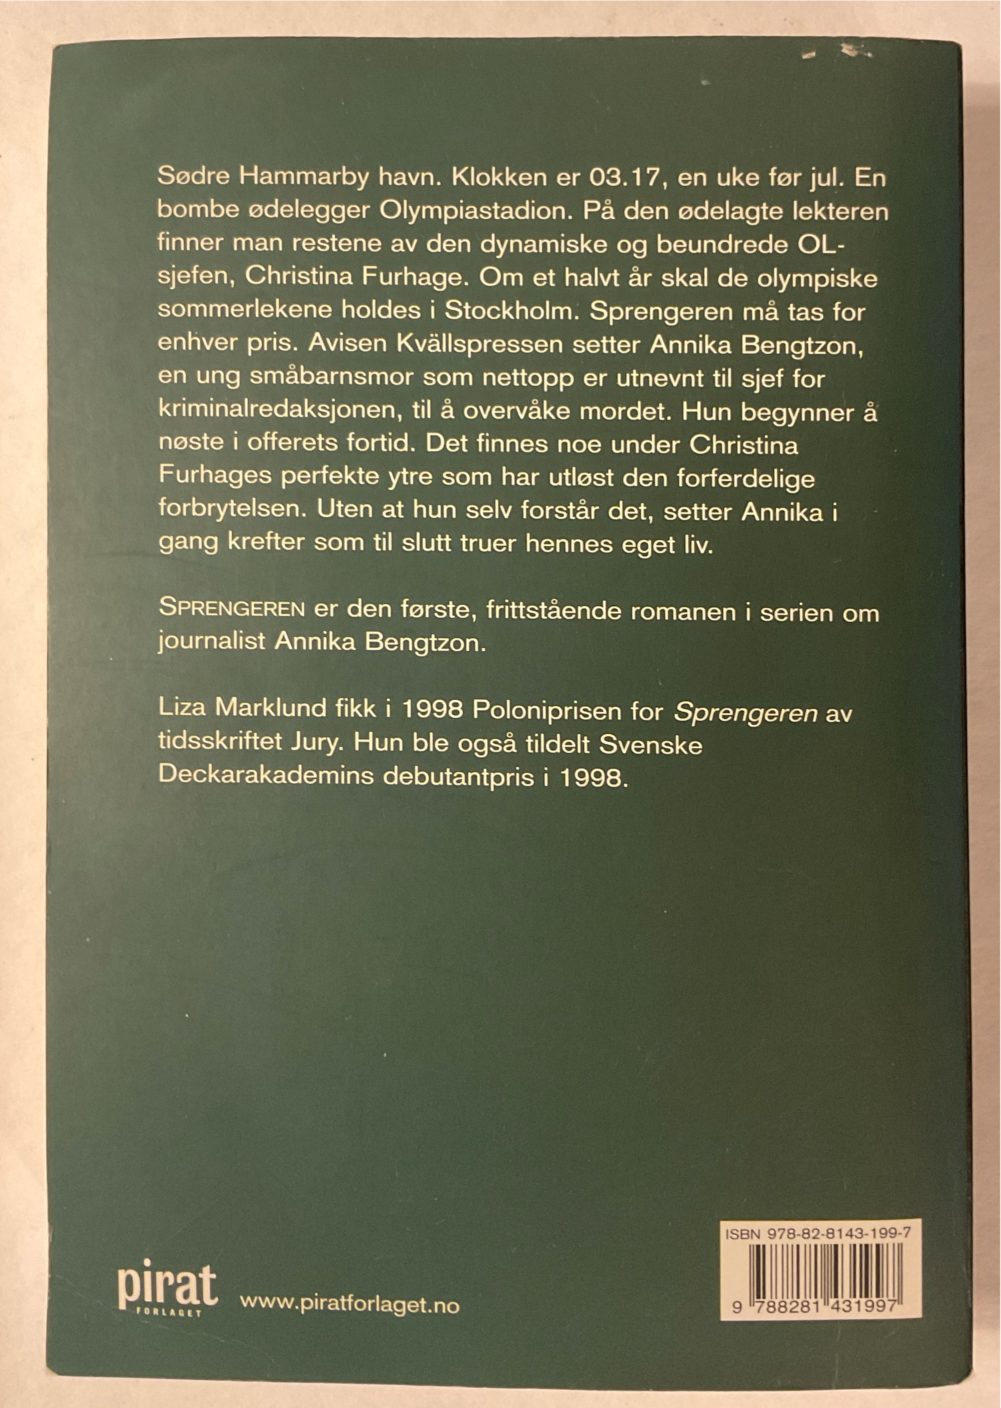 Sødre Hammarby havn. Klokken er 03.17, en uke før jul. En
bombe ødelegger Olympiastadion. På den ødelagte lekteren
finner man restene av den dynamiske og beundrede OL-
sjefen, Christina Furhage. Om et halvt år skal de olympiske
sommerlekene holdes i Stockholm. Sprengeren må tas for
enhver pris. Avisen Kvällspressen setter Annika Bengtzon,
en ung småbarnsmor som nettopp er utnevnt til sjef for
kriminalredaksjonen, til å overvåke mordet. Hun begynner å
nøste i offerets fortid. Det finnes noe under Christina
Furhages perfekte ytre som har utløst den forferdelige
forbrytelsen. Uten at hun selv forstår det, setter Annika i
gang krefter som til slutt truer hennes eget liv.
SPRENGEREN er den første, frittstående romanen i serien om
journalist Annika Bengtzon.
Liza Marklund fikk i 1998 Poloniprisen for Sprengeren av
tidsskriftet Jury. Hun ble også tildelt Svenske
Deckarakademins debutantpris i 1998.
ISBN 978-82-8143-199-7
9 788281 431997
pirat
FORLAGET
www.piratforlaget.no